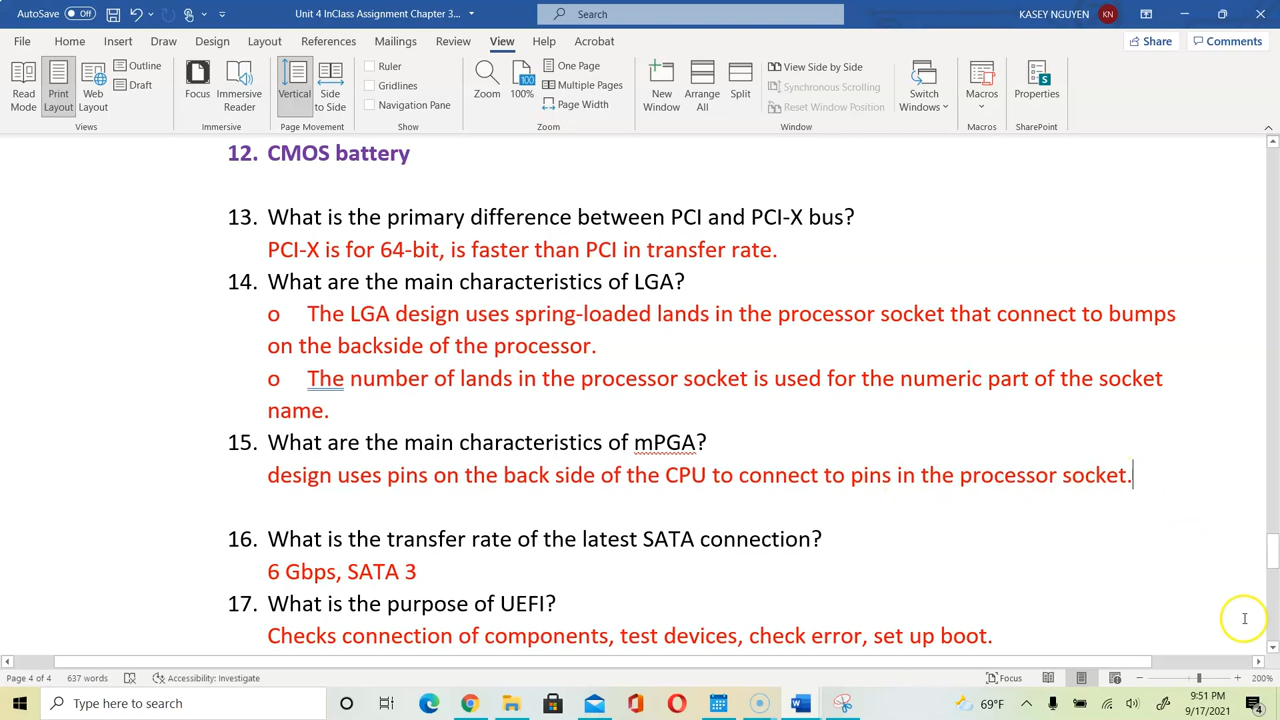 AutoSave Off Unit 4 InClass Assignment Chapter 3... Search KASEY NGUYEN KN
File Home Insert Draw Design Layout References Mailings Review View Help Acrobat Share Comments
Read Mode Print Layout Web Layout Outline Draft Focus Immersive Reader Vertical Side to Side Ruler Gridlines Navigation Pane Zoom 100% One Page Multiple Pages Page Width New Window Arrange All Split View Side by Side Synchronous Scrolling Reset Window Position Switch Windows Macros Properties
Views Immersive Page Movement Show Zoom Window Macros SharePoint
12. CMOS battery
13. What is the primary difference between PCI and PCI-X bus?
PCI-X is for 64-bit, is faster than PCI in transfer rate.
14. What are the main characteristics of LGA?
o The LGA design uses spring-loaded lands in the processor socket that connect to bumps
on the backside of the processor.
o The number of lands in the processor socket is used for the numeric part of the socket
name.
15. What are the main characteristics of mPGA?
design uses pins on the back side of the CPU to connect to pins in the processor socket.
16. What is the transfer rate of the latest SATA connection?
6 Gbps, SATA 3
17. What is the purpose of UEFI?
Checks connection of components, test devices, check error, set up boot.
Page 4 of 4 637 words Accessibility: Investigate Focus 200%
Type here to search 69°F 9:51 PM
9/17/2021 4